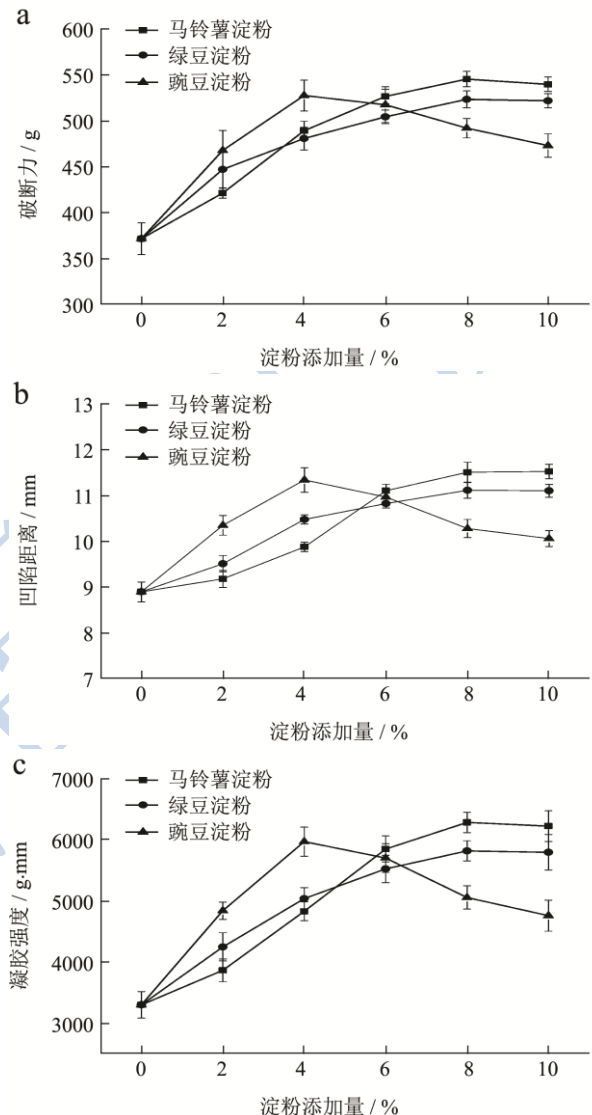 a
600
550
500
450
400
350
300
破断力 / g
马铃薯淀粉
绿豆淀粉
豌豆淀粉
0 2 4 6 8 10
淀粉添加量 / %
b
13
12
11
10
9
8
7
凹陷距离 / mm
马铃薯淀粉
绿豆淀粉
豌豆淀粉
0 2 4 6 8 10
淀粉添加量 / %
c
7000
6000
5000
4000
3000
凝胶强度 / g·mm
马铃薯淀粉
绿豆淀粉
豌豆淀粉
0 2 4 6 8 10
淀粉添加量 / %